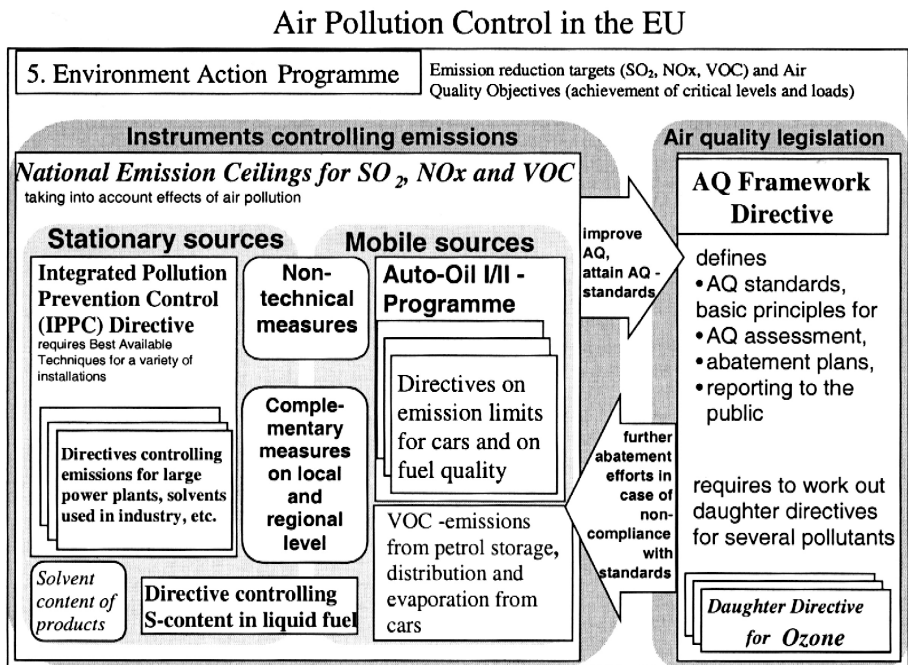 Air Pollution Control in the EU
5. Environment Action Programme
Emission reduction targets (SO₂, NOx, VOC) and Air
Quality Objectives (achievement of critical levels and loads)
Instruments controlling emissions
National Emission Ceilings for SO ₂, NOx and VOC
taking into account effects of air pollution
Stationary sources
Integrated Pollution
Prevention Control
(IPPC) Directive
requires Best Available
Techniques for a variety of
installations
Directives controlling
emissions for large
power plants, solvents
used in industry, etc.
Solvent
content of
products
Directive controlling
S-content in liquid fuel
Non-
technical
measures
Comple-
mentary
measures
on local
and
regional
level
Mobile sources
Auto-Oil I/II -
Programme
Directives on
emission limits
for cars and on
fuel quality
VOC -emissions
from petrol storage,
distribution and
evaporation from
cars
improve
AQ,
attain AQ -
standards
further
abatement
efforts in
case of
non-
compliance
with
standards
Air quality legislation
AQ Framework
Directive
defines
•AQ standards,
basic principles for
•AQ assessment,
•abatement plans,
•reporting to the
public
requires to work out
daughter directives
for several pollutants
Daughter Directive
for Ozone